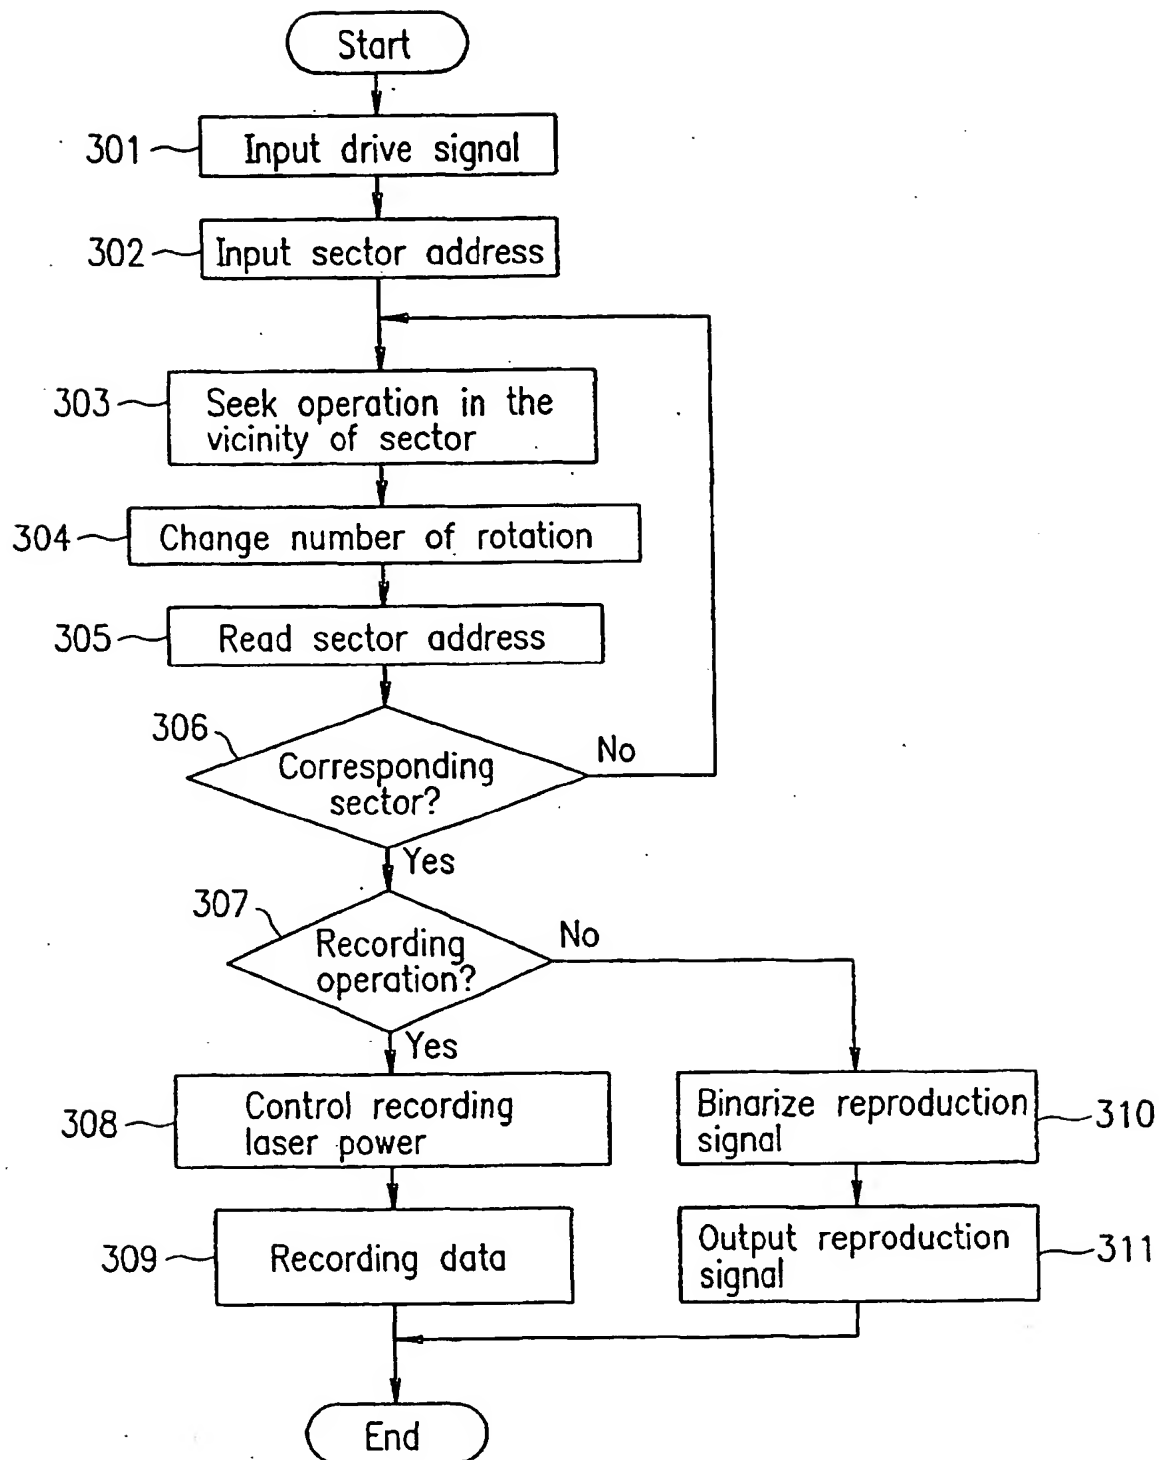 Start
301
Input drive signal
302
Input sector address
303
Seek operation in the
vicinity of sector
304
Change number of rotation
305
Read sector address
306
Corresponding
sector?
No
Yes
307
Recording
operation?
No
Yes
308
Control recording
laser power
Binarize reproduction
signal
310
309
Recording data
Output reproduction
signal
311
End